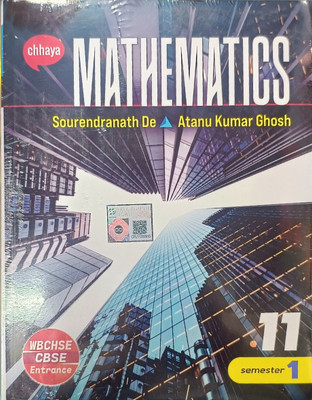 chhaya
MATHEMATICS
Sourendranath De Atanu Kumar Ghosh
WBCHSE
CBSE
Entrance
.11
semester 1